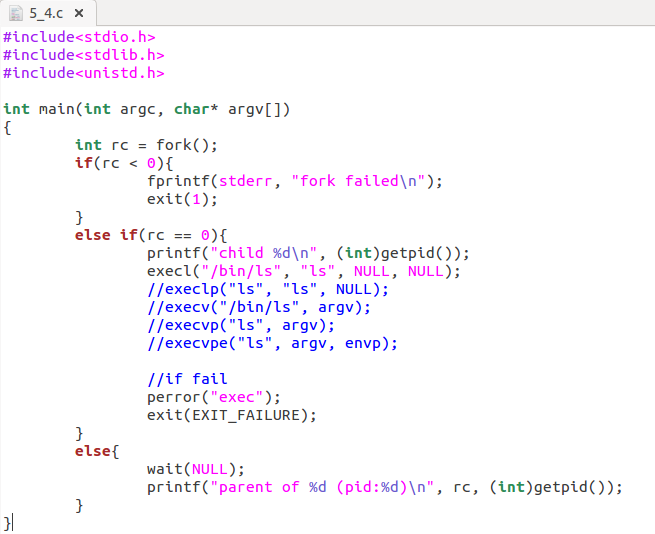 5_4.c ×
#include<stdio.h>
#include<stdlib.h>
#include<unistd.h>

int main(int argc, char* argv[])
{
        int rc = fork();
        if(rc < 0){
                fprintf(stderr, "fork failed\n");
                exit(1);
        }
        else if(rc == 0){
                printf("child %d\n", (int)getpid());
                execl("/bin/ls", "ls", NULL, NULL);
                //execlp("ls", "ls", NULL);
                //execv("/bin/ls", argv);
                //execvp("ls", argv);
                //execvpe("ls", argv, envp);

                //if fail
                perror("exec");
                exit(EXIT_FAILURE);
        }
        else{
                wait(NULL);
                printf("parent of %d (pid:%d)\n", rc, (int)getpid());
        }
}